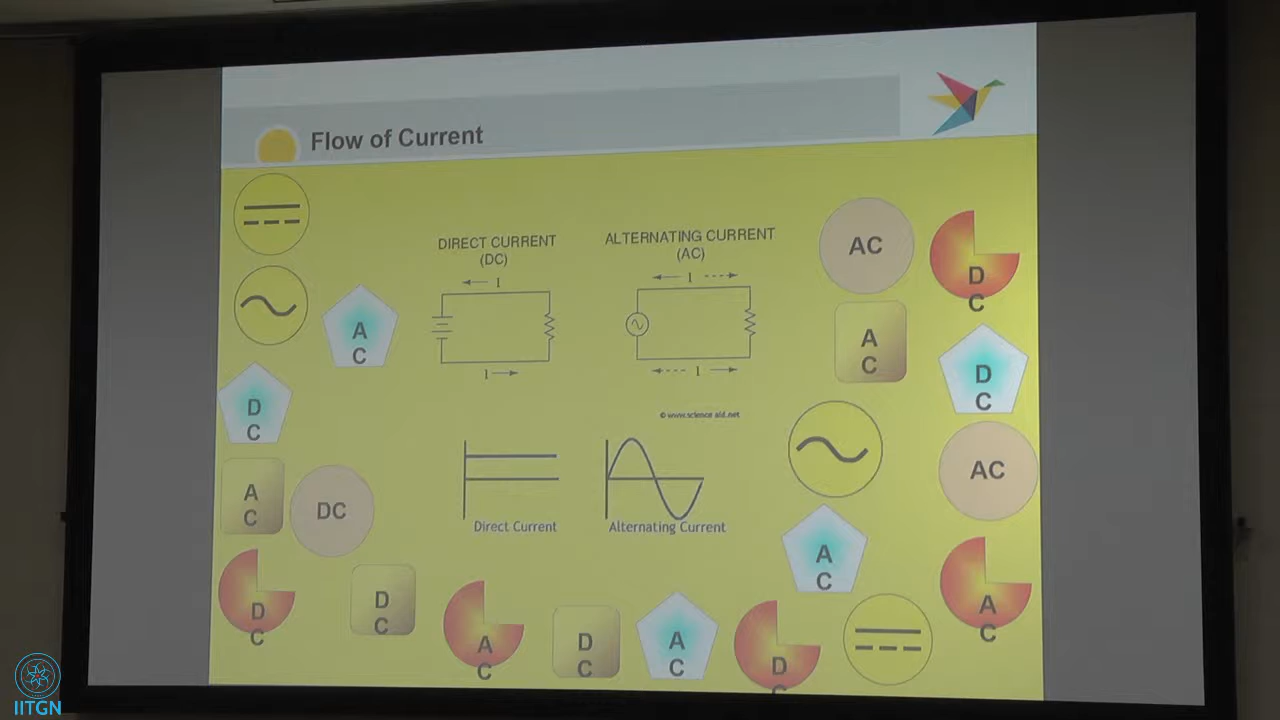 Flow of Current
DIRECT CURRENT
(DC)
ALTERNATING CURRENT
(AC)
I
I
I
I
© www.science aid.net
Direct Current
Alternating Current
A
C
D
C
A
C
DC
D
C
D
C
A
C
D
C
A
C
D
C
AC
D
C
A
C
D
C
AC
A
C
A
C
IITGN